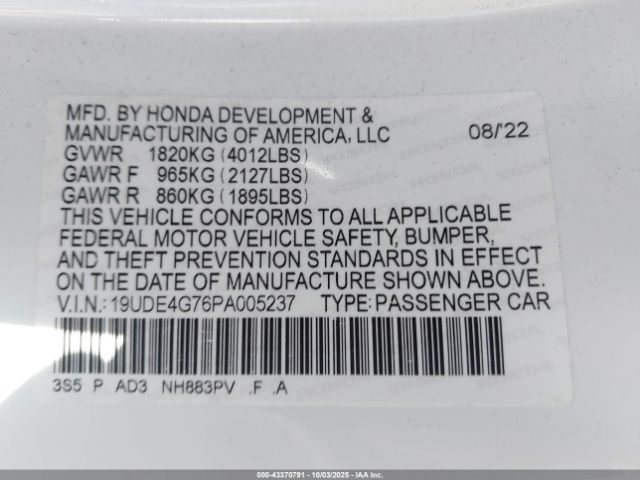 MFD. BY HONDA DEVELOPMENT &
MANUFACTURING OF AMERICA, LLC 08/'22
GVWR 1820KG (4012LBS)
GAWR F 965KG (2127LBS)
GAWR R 860KG (1895LBS)
THIS VEHICLE CONFORMS TO ALL APPLICABLE
FEDERAL MOTOR VEHICLE SAFETY, BUMPER,
AND THEFT PREVENTION STANDARDS IN EFFECT
ON THE DATE OF MANUFACTURE SHOWN ABOVE.
V.I.N.: 19UDE4G76PA005237 TYPE: PASSENGER CAR
3S5 P AD3 NH883PV .F .A
000-43370791 - 10/03/2025 - IAA Inc. Copyright